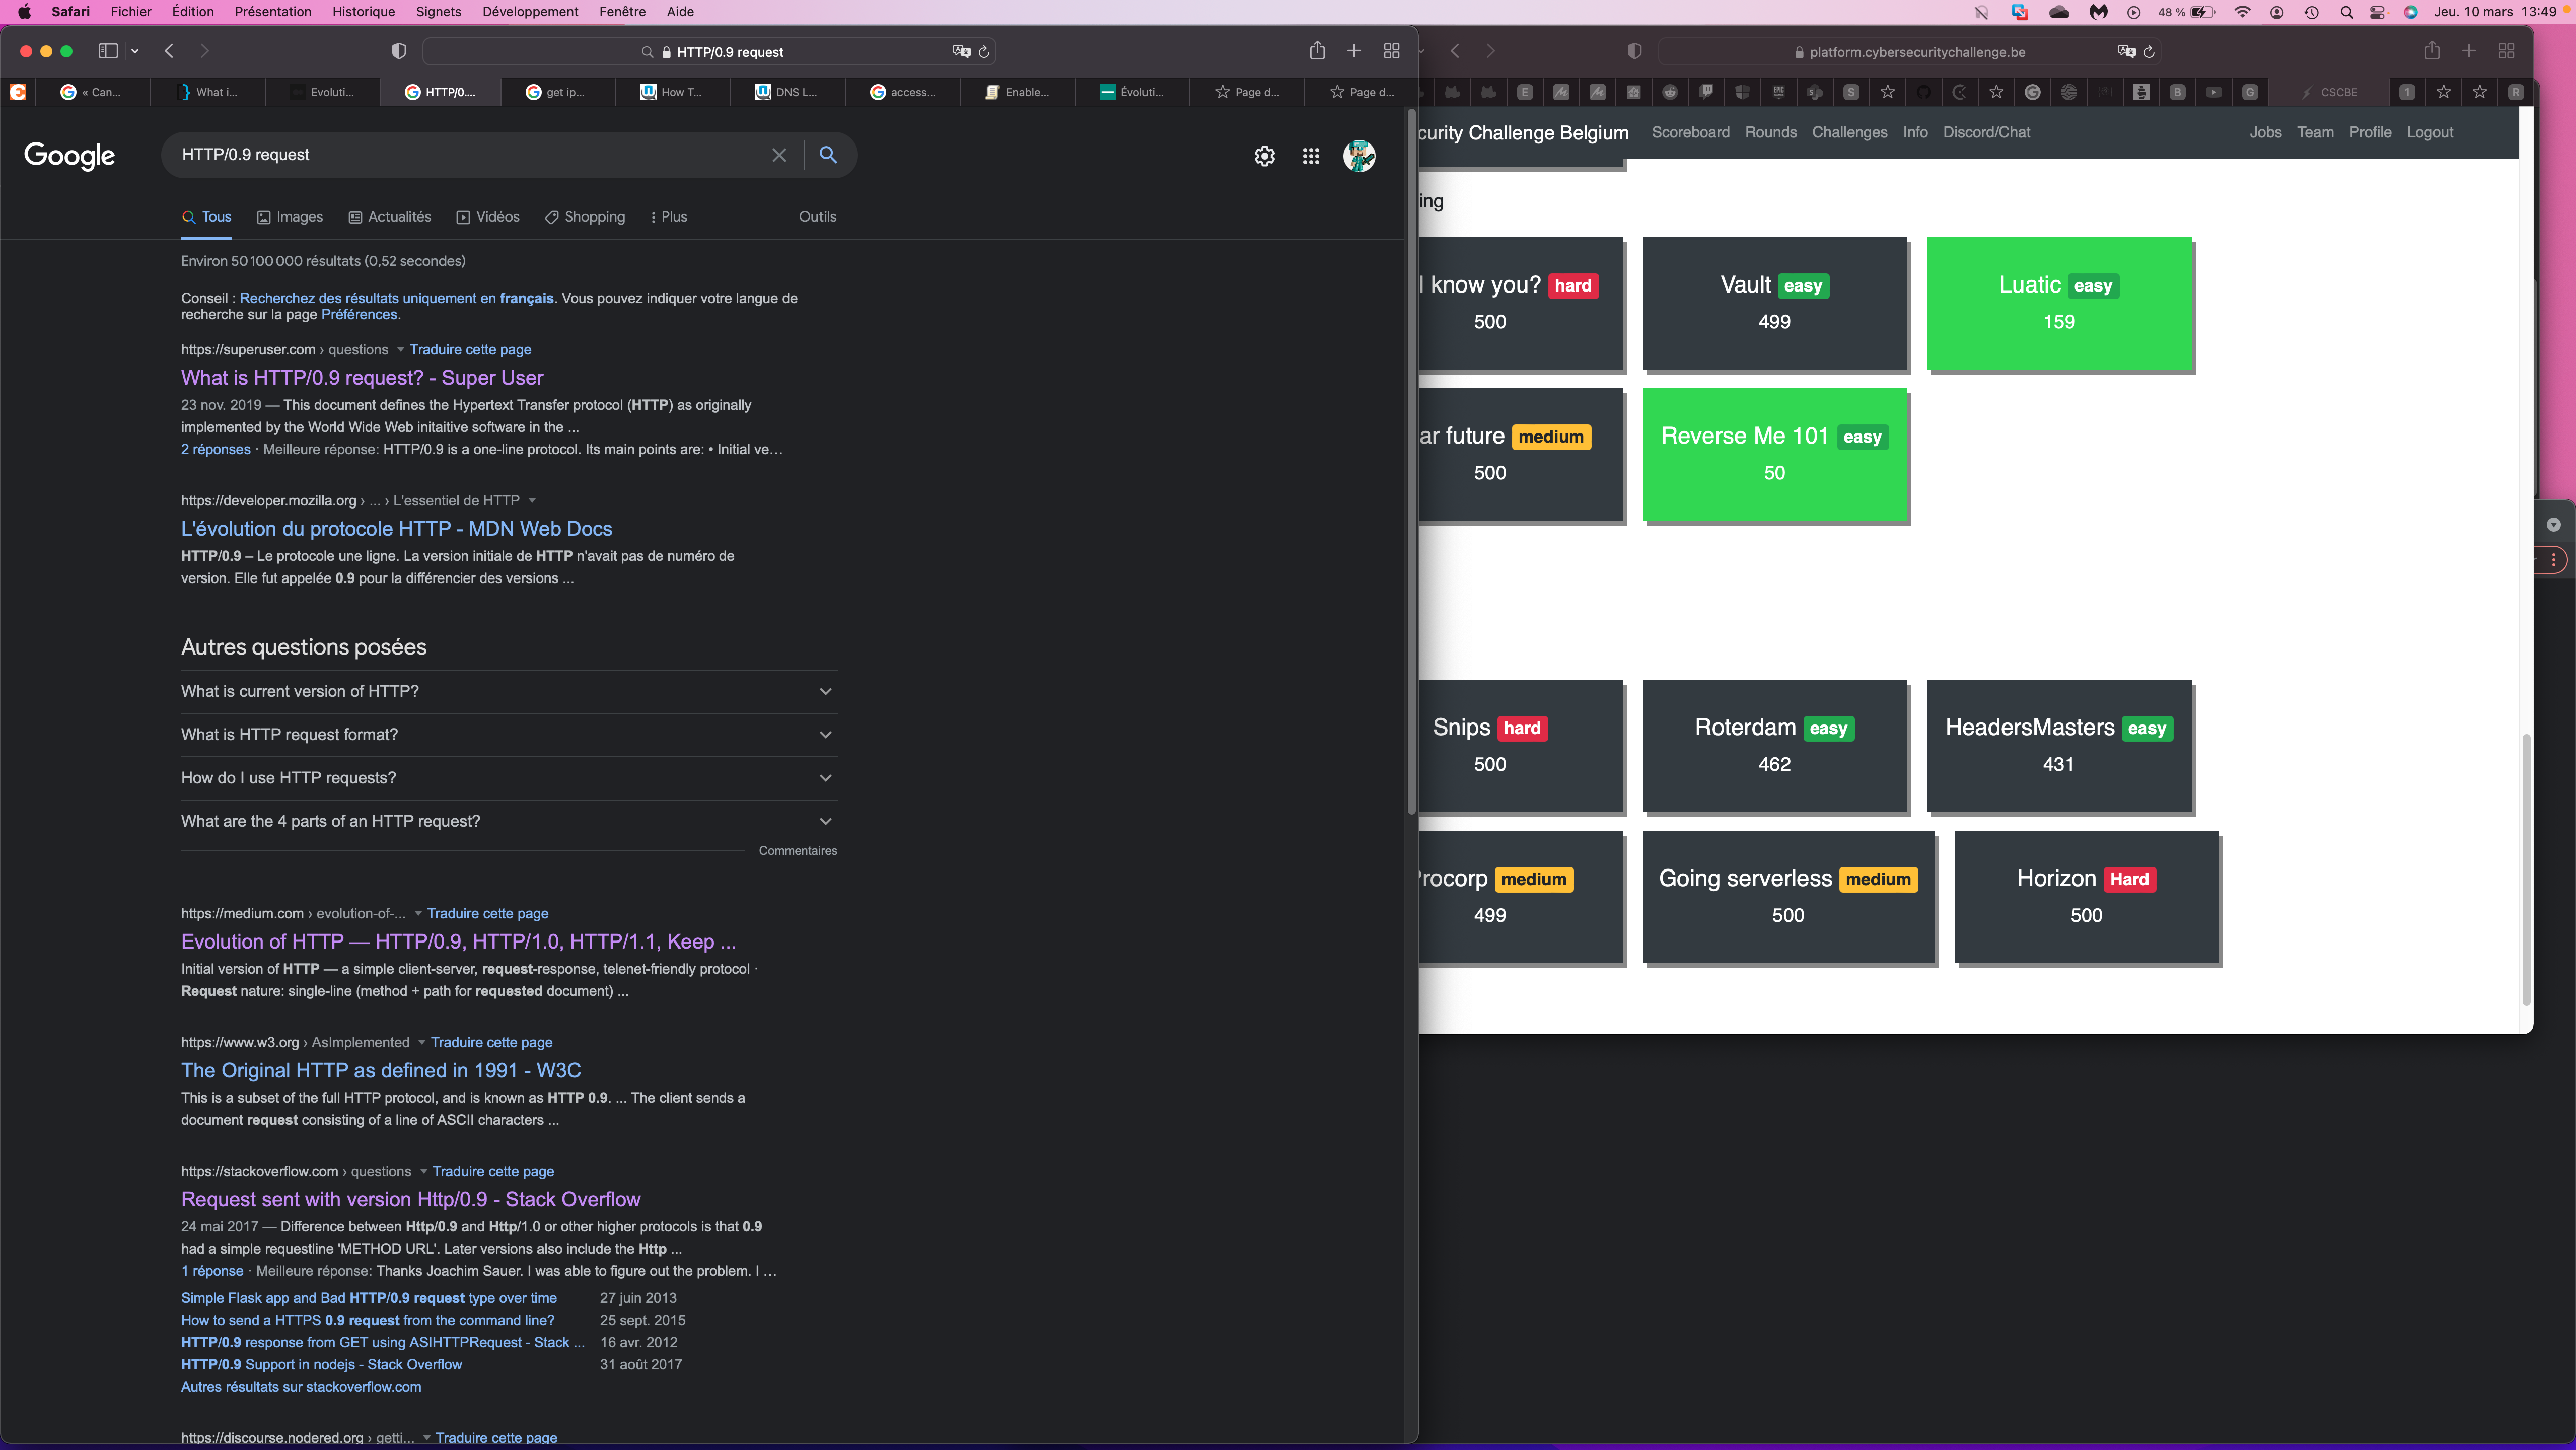 Safari Fichier Édition Présentation Historique Signets Développement Fenêtre Aide
48 % Jeu. 10 mars 13:49
HTTP/0.9 request
« Can... What i... Evoluti... HTTP/0.... get ip... How T... DNS L... access... Enable... Évoluti... Page d... Page d...
Google
HTTP/0.9 request
Tous Images Actualités Vidéos Shopping Plus Outils
Environ 50 100 000 résultats (0,52 secondes)
Conseil : Recherchez des résultats uniquement en français. Vous pouvez indiquer votre langue de
recherche sur la page Préférences.
https://superuser.com › questions Traduire cette page
What is HTTP/0.9 request? - Super User
23 nov. 2019 — This document defines the Hypertext Transfer protocol (HTTP) as originally
implemented by the World Wide Web initaitive software in the ...
2 réponses · Meilleure réponse: HTTP/0.9 is a one-line protocol. Its main points are: • Initial ve…
https://developer.mozilla.org › ... › L'essentiel de HTTP
L'évolution du protocole HTTP - MDN Web Docs
HTTP/0.9 – Le protocole une ligne. La version initiale de HTTP n'avait pas de numéro de
version. Elle fut appelée 0.9 pour la différencier des versions ...
Autres questions posées
What is current version of HTTP?
What is HTTP request format?
How do I use HTTP requests?
What are the 4 parts of an HTTP request?
Commentaires
https://medium.com › evolution-of-... Traduire cette page
Evolution of HTTP — HTTP/0.9, HTTP/1.0, HTTP/1.1, Keep ...
Initial version of HTTP — a simple client-server, request-response, telenet-friendly protocol ·
Request nature: single-line (method + path for requested document) ...
https://www.w3.org › AsImplemented Traduire cette page
The Original HTTP as defined in 1991 - W3C
This is a subset of the full HTTP protocol, and is known as HTTP 0.9. ... The client sends a
document request consisting of a line of ASCII characters ...
https://stackoverflow.com › questions Traduire cette page
Request sent with version Http/0.9 - Stack Overflow
24 mai 2017 — Difference between Http/0.9 and Http/1.0 or other higher protocols is that 0.9
had a simple requestline 'METHOD URL'. Later versions also include the Http ...
1 réponse · Meilleure réponse: Thanks Joachim Sauer. I was able to figure out the problem. I …
Simple Flask app and Bad HTTP/0.9 request type over time 27 juin 2013
How to send a HTTPS 0.9 request from the command line? 25 sept. 2015
HTTP/0.9 response from GET using ASIHTTPRequest - Stack ... 16 avr. 2012
HTTP/0.9 Support in nodejs - Stack Overflow 31 août 2017
Autres résultats sur stackoverflow.com
https://discourse.nodered.org › getti... Traduire cette page
platform.cybersecuritychallenge.be
CSCBE
curity Challenge Belgium Scoreboard Rounds Challenges Info Discord/Chat Jobs Team Profile Logout
ing
I know you? hard
500
Vault easy
499
Luatic easy
159
ar future medium
500
Reverse Me 101 easy
50
Snips hard
500
Roterdam easy
462
HeadersMasters easy
431
rocorp medium
499
Going serverless medium
500
Horizon Hard
500